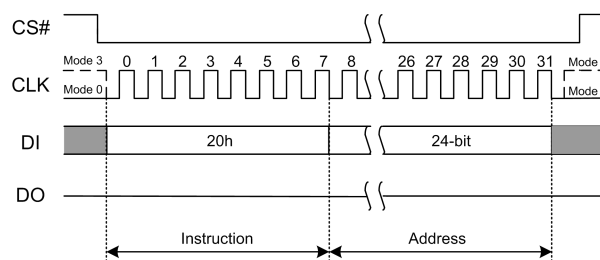 CS#
Mode 3 0 1 2 3 4 5 6 7 8 26 27 28 29 30 31 Mode
CLK
Mode 0 Mode
DI 20h 24-bit
DO
Instruction Address